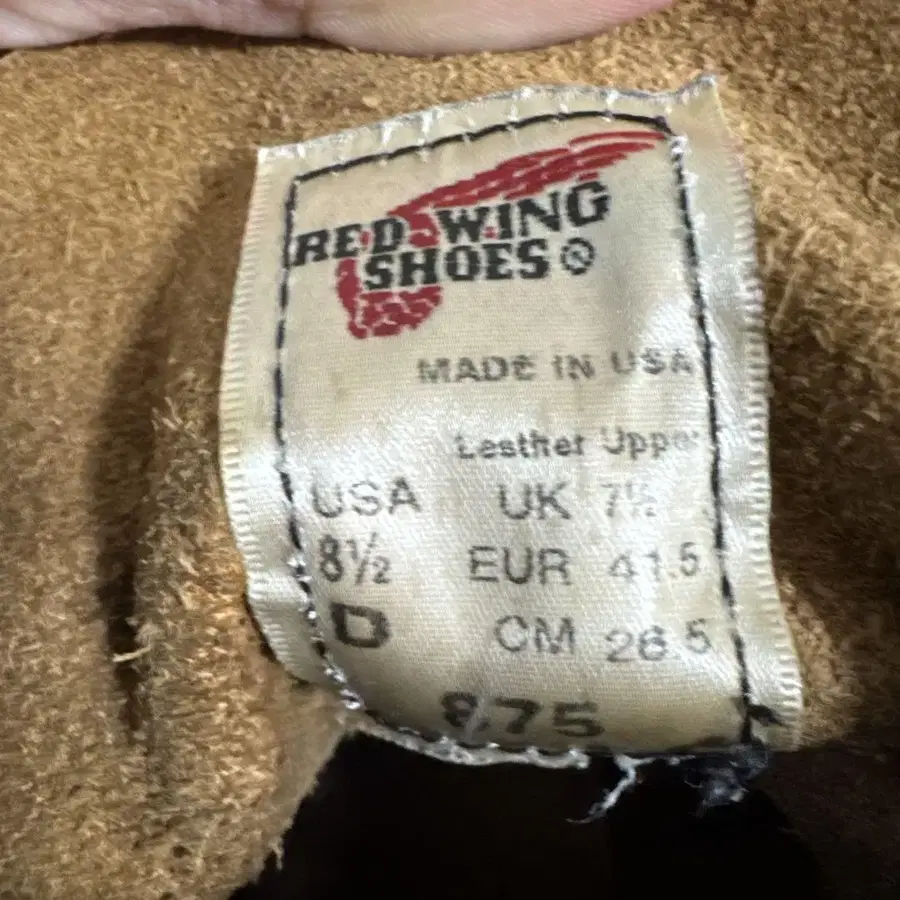 RED WING
SHOES ®
MADE IN USA
Leather Upper
USA UK 7½
8½ EUR 41.5
D CM 26.5
875